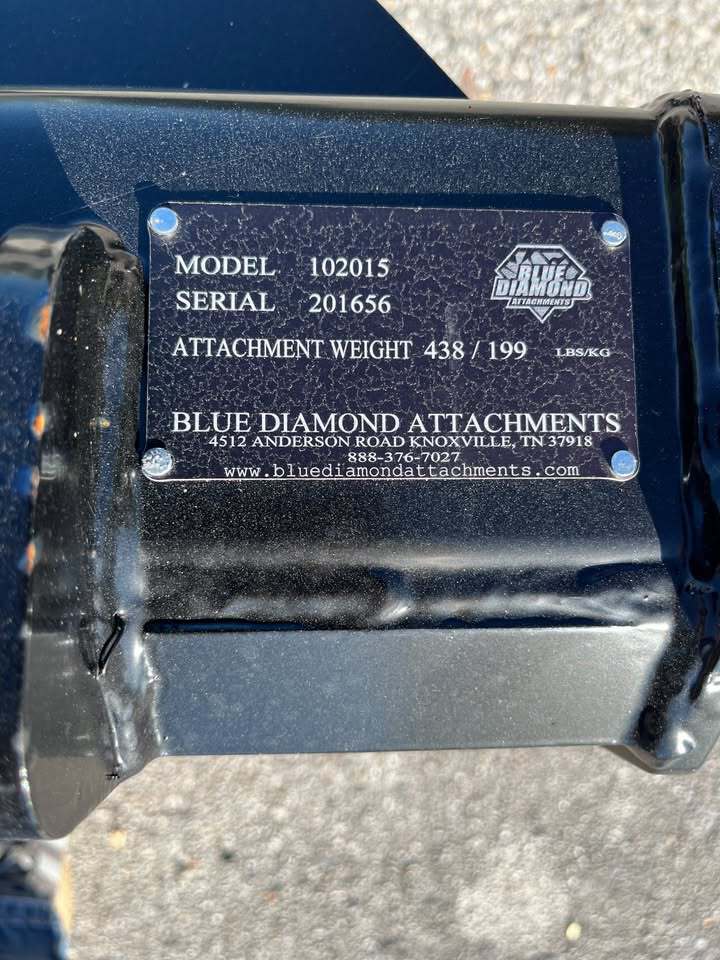 MODEL 102015
SERIAL 201656
BLUE
DIAMOND
ATTACHMENTS
ATTACHMENT WEIGHT 438 / 199 LBS/KG
BLUE DIAMOND ATTACHMENTS
4512 ANDERSON ROAD KNOXVILLE, TN 37918
888-376-7027
www.bluediamondattachments.com